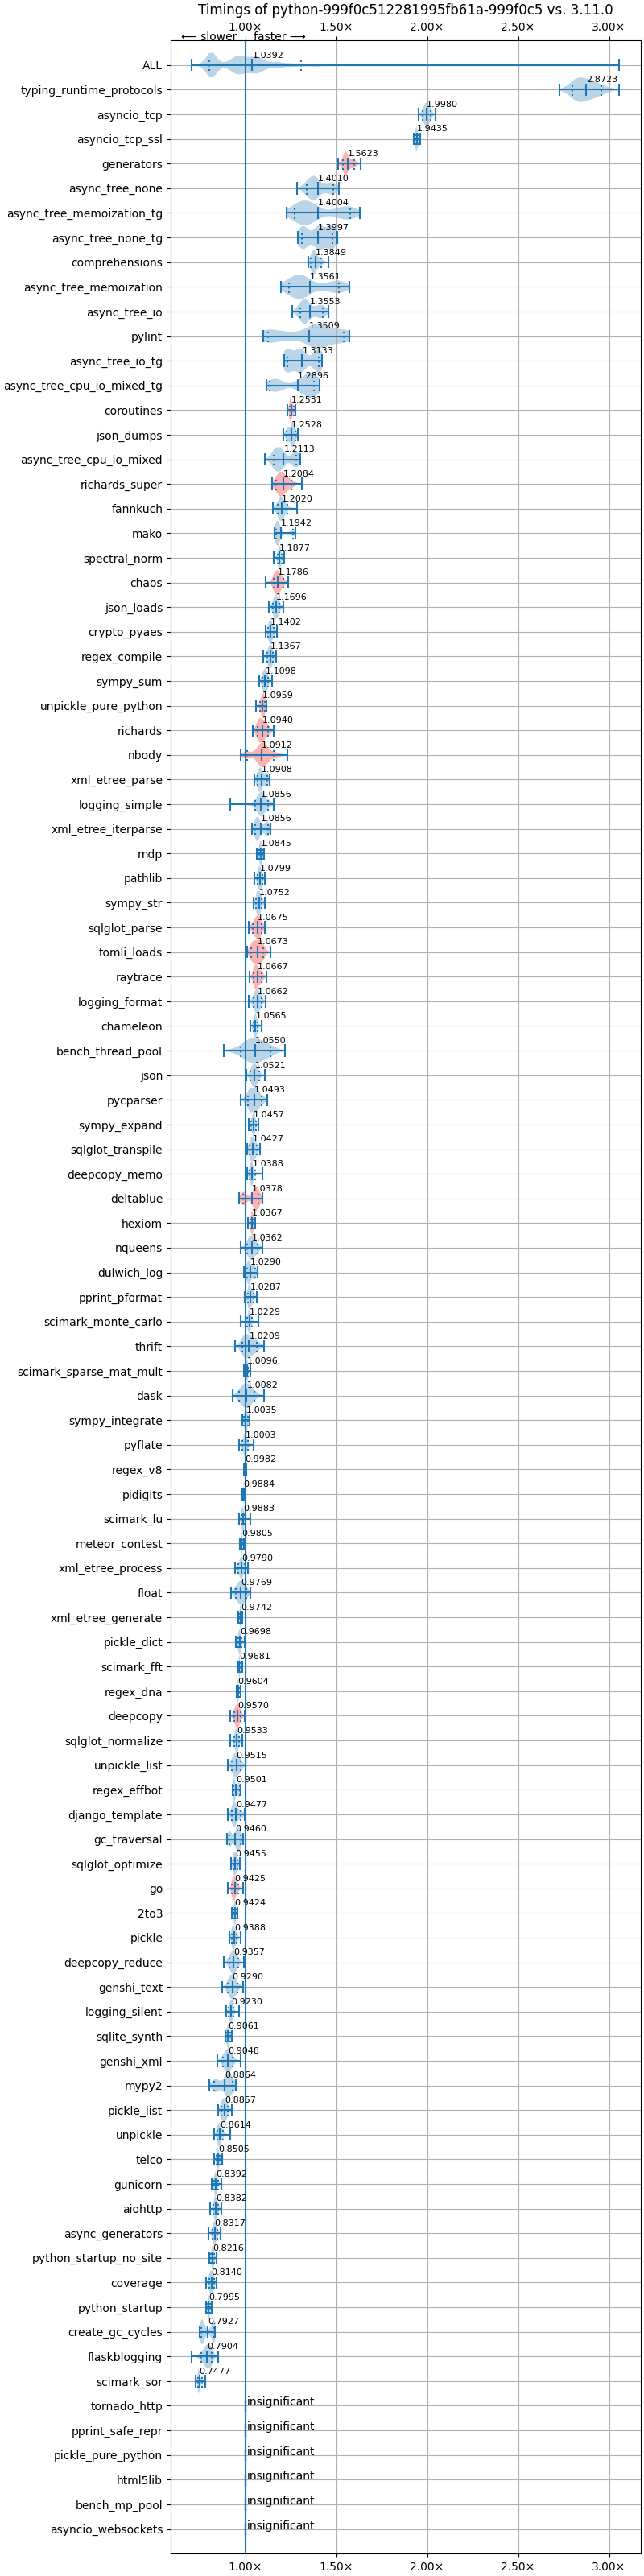 Timings of python-999f0c512281995fb61a-999f0c5 vs. 3.11.0
1.00× 1.50× 2.00× 2.50× 3.00×
⟵ slower faster ⟶
ALL 1.0392
typing_runtime_protocols 2.8723
asyncio_tcp 1.9980
asyncio_tcp_ssl 1.9435
generators 1.5623
async_tree_none 1.4010
async_tree_memoization_tg 1.4004
async_tree_none_tg 1.3997
comprehensions 1.3849
async_tree_memoization 1.3561
async_tree_io 1.3553
pylint 1.3509
async_tree_io_tg 1.3133
async_tree_cpu_io_mixed_tg 1.2896
coroutines 1.2531
json_dumps 1.2528
async_tree_cpu_io_mixed 1.2113
richards_super 1.2084
fannkuch 1.2020
mako 1.1942
spectral_norm 1.1877
chaos 1.1786
json_loads 1.1696
crypto_pyaes 1.1402
regex_compile 1.1367
sympy_sum 1.1098
unpickle_pure_python 1.0959
richards 1.0940
nbody 1.0912
xml_etree_parse 1.0908
logging_simple 1.0856
xml_etree_iterparse 1.0856
mdp 1.0845
pathlib 1.0799
sympy_str 1.0752
sqlglot_parse 1.0675
tomli_loads 1.0673
raytrace 1.0667
logging_format 1.0662
chameleon 1.0565
bench_thread_pool 1.0550
json 1.0521
pycparser 1.0493
sympy_expand 1.0457
sqlglot_transpile 1.0427
deepcopy_memo 1.0388
deltablue 1.0378
hexiom 1.0367
nqueens 1.0362
dulwich_log 1.0290
pprint_pformat 1.0287
scimark_monte_carlo 1.0229
thrift 1.0209
scimark_sparse_mat_mult 1.0096
dask 1.0082
sympy_integrate 1.0035
pyflate 1.0003
regex_v8 0.9982
pidigits 0.9884
scimark_lu 0.9883
meteor_contest 0.9805
xml_etree_process 0.9790
float 0.9769
xml_etree_generate 0.9742
pickle_dict 0.9698
scimark_fft 0.9681
regex_dna 0.9604
deepcopy 0.9570
sqlglot_normalize 0.9533
unpickle_list 0.9515
regex_effbot 0.9501
django_template 0.9477
gc_traversal 0.9460
sqlglot_optimize 0.9455
go 0.9425
2to3 0.9424
pickle 0.9388
deepcopy_reduce 0.9357
genshi_text 0.9290
logging_silent 0.9230
sqlite_synth 0.9061
genshi_xml 0.9048
mypy2 0.8864
pickle_list 0.8857
unpickle 0.8614
telco 0.8505
gunicorn 0.8392
aiohttp 0.8382
async_generators 0.8317
python_startup_no_site 0.8216
coverage 0.8140
python_startup 0.7995
create_gc_cycles 0.7927
flaskblogging 0.7904
scimark_sor 0.7477
tornado_http insignificant
pprint_safe_repr insignificant
pickle_pure_python insignificant
html5lib insignificant
bench_mp_pool insignificant
asyncio_websockets insignificant
1.00× 1.50× 2.00× 2.50× 3.00×